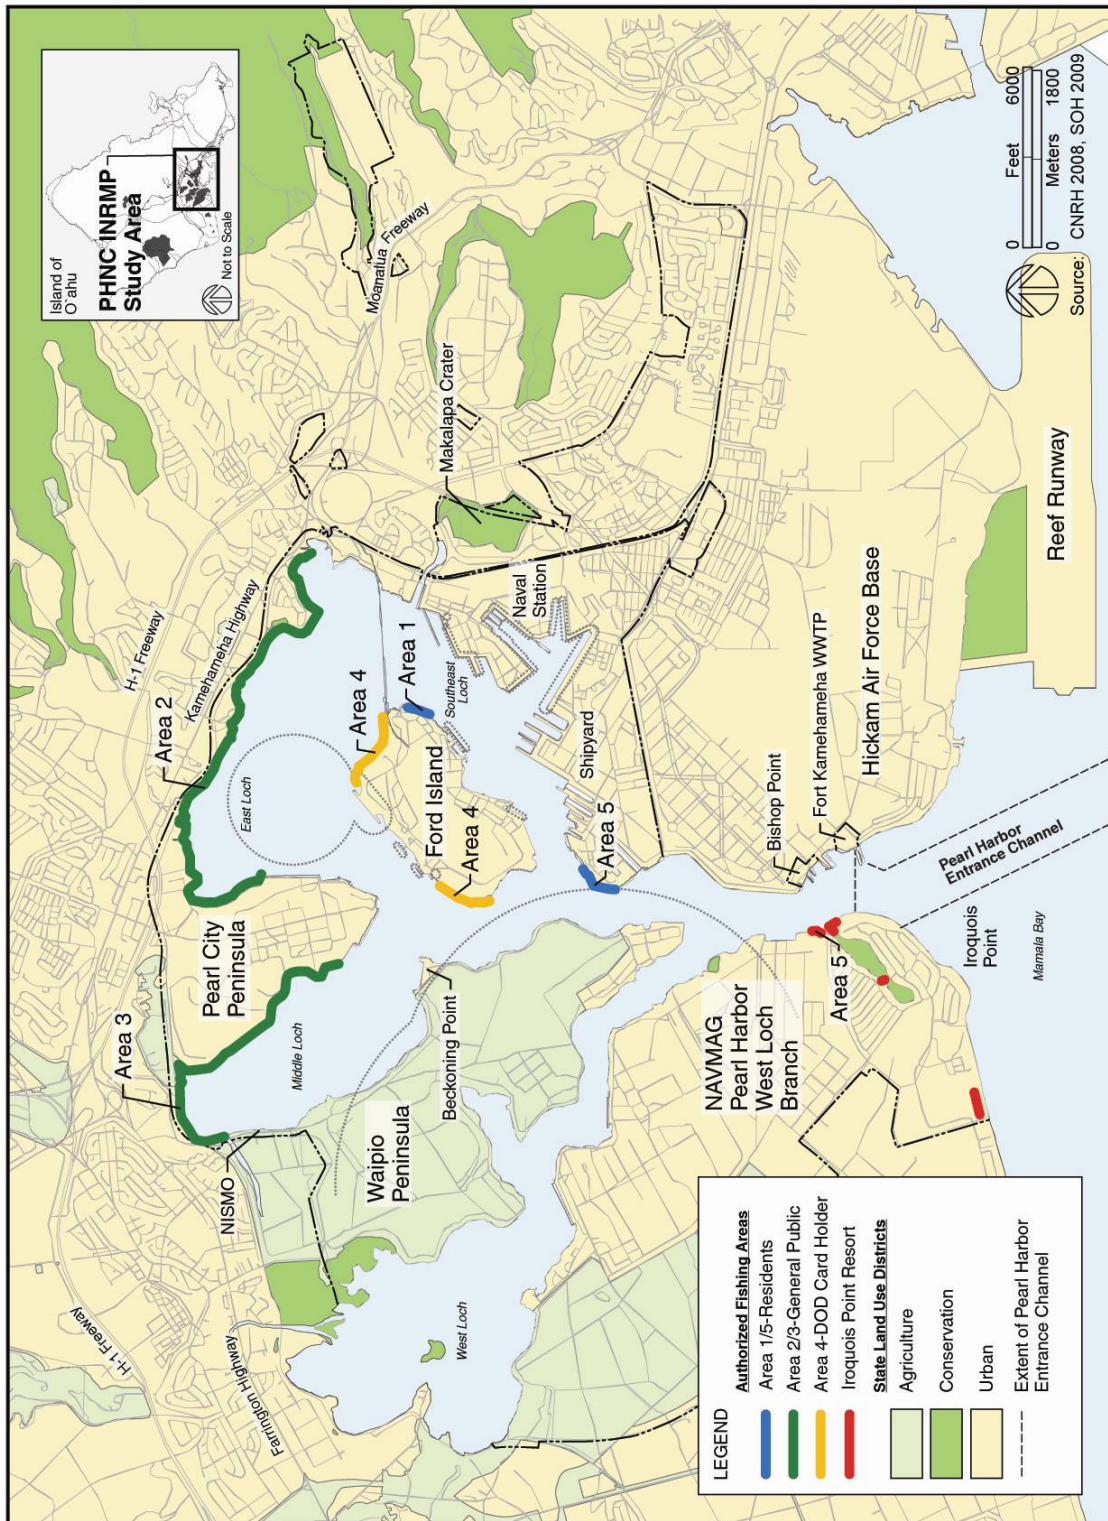 Island of
O`ahu
PHNC INRMP
Study Area
Not to Scale
H-1 Freeway
Farrington Highway
NISMO
Area 3
Pearl City
Peninsula
Middle Loch
Waipio
Peninsula
Beckoning Point
West Loch
Area 2
H-1 Freeway
Kamehameha Highway
East Loch
Area 4
Area 1
Ford Island
Area 4
Southeast
Loch
Naval
Station
Makalapa Crater
Moanalua Freeway
Shipyard
Area 5
NAVMAG
Pearl Harbor
West Loch
Branch
Area 5
Bishop Point
Fort Kamehameha WWTP
Hickam Air Force Base
Reef Runway
Iroquois
Point
Pearl Harbor
Entrance Channel
Mamala Bay
LEGEND
Authorized Fishing Areas
Area 1/5-Residents
Area 2/3-General Public
Area 4-DOD Card Holder
Iroquois Point Resort
State Land Use Districts
Agriculture
Conservation
Urban
Extent of Pearl Harbor
Entrance Channel
0 Feet 6000
0 Meters 1800
Source: CNRH 2008, SOH 2009